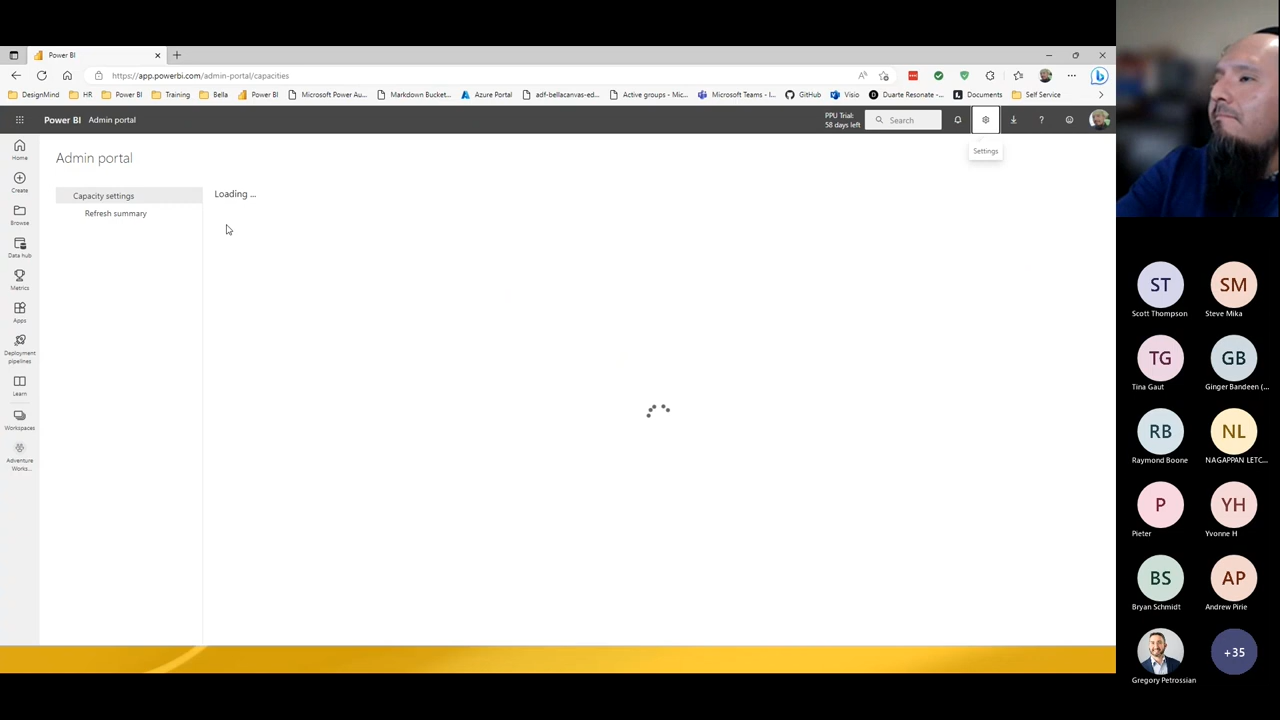 Power BI
https://app.powerbi.com/admin-portal/capacities
DesignMind
HR
Power BI
Training
Bella
Power BI
Microsoft Power Au...
Markdown Bucket...
Azure Portal
adf-bellacanvas-ed...
Active groups - Mic...
Microsoft Teams - I...
GitHub
Visio
Duarte Resonate -...
Documents
Self Service
Power BI
Admin portal
PPU Trial:
58 days left
Search
Settings
Home
Create
Browse
Data hub
Metrics
Apps
Deployment
pipelines
Learn
Workspaces
Adventure
Works...
Admin portal
Capacity settings
Refresh summary
Loading ...
ST
Scott Thompson
SM
Steve Mika
TG
Tina Gaut
GB
Ginger Bandeen (...
RB
Raymond Boone
NL
NAGAPPAN LETC...
P
Pieter
YH
Yvonne H
BS
Bryan Schmidt
AP
Andrew Pirie
Gregory Petrossian
+35